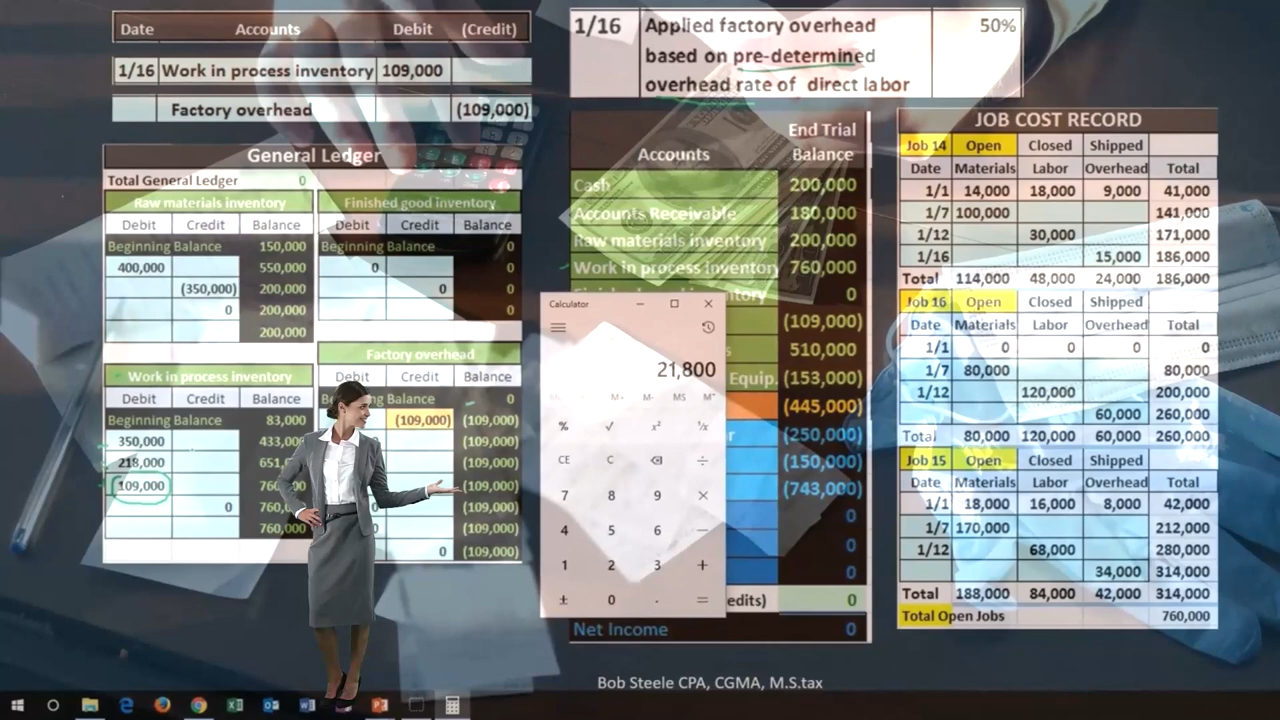 Date Accounts Debit (Credit)
1/16 Work in process inventory 109,000
Factory overhead (109,000)
1/16 Applied factory overhead 50%
based on pre-determined
overhead rate of direct labor
General Ledger
Total General Ledger 0
Raw materials inventory
Debit Credit Balance
Beginning Balance 150,000
400,000 550,000
(350,000) 200,000
0 200,000
200,000
Finished good inventory
Debit Credit Balance
Beginning Balance 0
0 0
0 0
0
Work in process inventory
Debit Credit Balance
Beginning Balance 83,000
350,000 433,0
218,000 651,
109,000 760
0 760,
760,000
Factory overhead
Debit Credit Balance
0
(109,000) (109,000)
(109,000)
(109,000)
(109,000)
0 (109,000)
(109,000)
0 (109,000)
End Trial
Accounts Balance
Cash 200,000
Accounts Receivable 180,000
Raw materials inventory 200,000
Work in process inventory 760,000
0
(109,000)
510,000
Equip. (153,000)
(445,000)
(250,000)
(150,000)
(743,000)
0
0
0
edits) 0
Net Income 0
Calculator
21,800
M+ M- MS
% √ x² ¹/x
CE C ÷
7 8 9 ×
4 5 6 −
1 2 3 +
± 0 . =
JOB COST RECORD
Job 14 Open Closed Shipped
Date Materials Labor Overhead Total
1/1 14,000 18,000 9,000 41,000
1/7 100,000 141,000
1/12 30,000 171,000
1/16 15,000 186,000
Total 114,000 48,000 24,000 186,000
Job 16 Open Closed Shipped
Date Materials Labor Overhead Total
1/1 0 0 0 0
1/7 80,000 80,000
1/12 120,000 200,000
60,000 260,000
Total 80,000 120,000 60,000 260,000
Job 15 Open Closed Shipped
Date Materials Labor Overhead Total
1/1 18,000 16,000 8,000 42,000
1/7 170,000 212,000
1/12 68,000 280,000
34,000 314,000
Total 188,000 84,000 42,000 314,000
Total Open Jobs 760,000
Bob Steele CPA, CGMA, M.S.tax